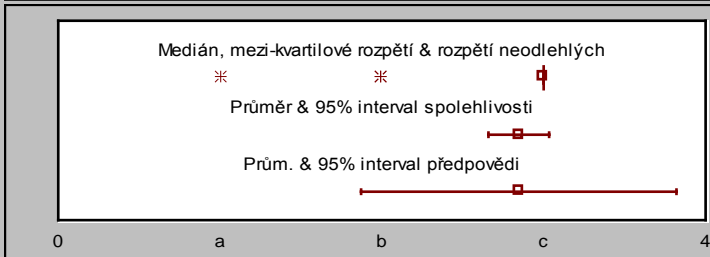 Medián, mezi-kvartilové rozpětí & rozpětí neodlehlých
Průměr & 95% interval spolehlivosti
Prům. & 95% interval předpovědi
0 a b c 4